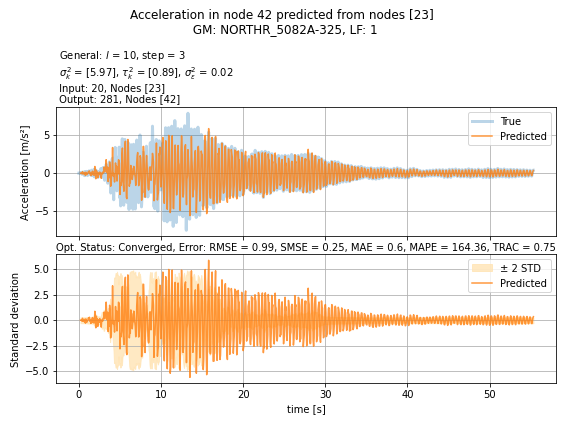 Acceleration in node 42 predicted from nodes [23]
GM: NORTHR_5082A-325, LF: 1
General: l = 10, step = 3
σ_k^2 = [5.97], τ_k^2 = [0.89], σ_ε^2 = 0.02
Input: 20, Nodes [23]
Output: 281, Nodes [42]
Acceleration [m/s²]
5
0
−5
True
Predicted
Opt. Status: Converged, Error: RMSE = 0.99, SMSE = 0.25, MAE = 0.6, MAPE = 164.36, TRAC = 0.75
Standard deviation
5.0
2.5
0.0
−2.5
−5.0
± 2 STD
Predicted
0 10 20 30 40 50
time [s]